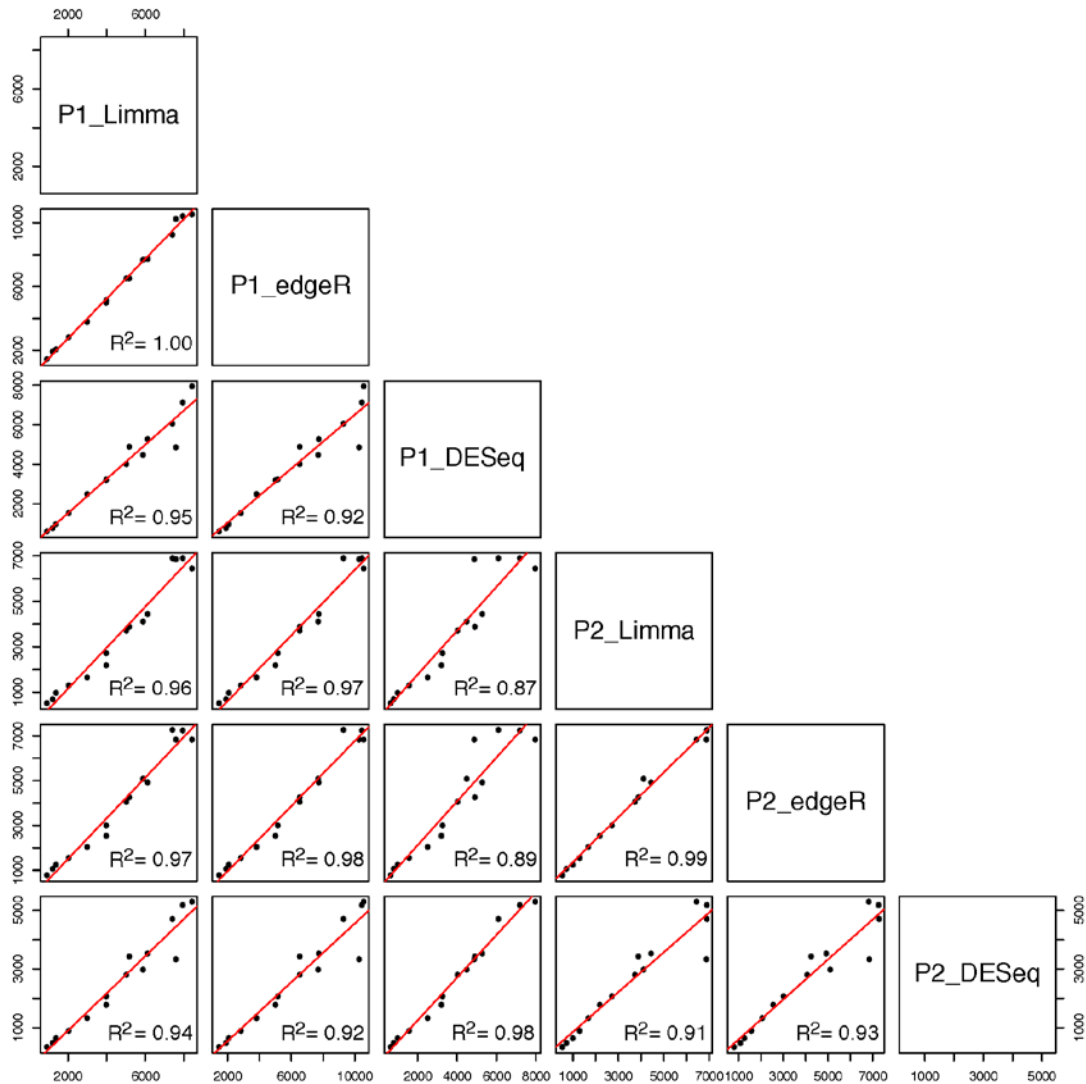 2000 6000
2000 6000
P1_Limma
2000 6000 10000
P1_edgeR
R²= 1.00
0 2000 4000 6000 8000
P1_DESeq
R²= 0.95
R²= 0.92
1000 3000 5000 7000
P2_Limma
R²= 0.96
R²= 0.97
R²= 0.87
1000 3000 5000 7000
P2_edgeR
R²= 0.97
R²= 0.98
R²= 0.89
R²= 0.99
1000 3000 5000
P2_DESeq
1000 3000 5000
R²= 0.94
R²= 0.92
R²= 0.98
R²= 0.91
R²= 0.93
2000 6000
2000 6000 10000
0 2000 4000 6000 8000
1000 3000 5000 7000
1000 3000 5000 7000
1000 3000 5000